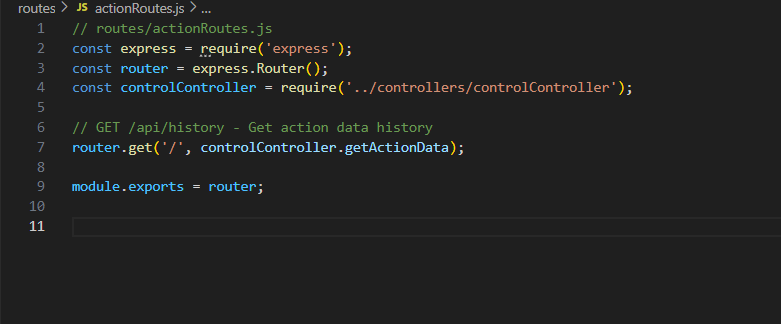 routes > JS actionRoutes.js > ...
1 // routes/actionRoutes.js
2 const express = require('express');
3 const router = express.Router();
4 const controlController = require('../controllers/controlController');
5
6 // GET /api/history - Get action data history
7 router.get('/', controlController.getActionData);
8
9 module.exports = router;
10
11